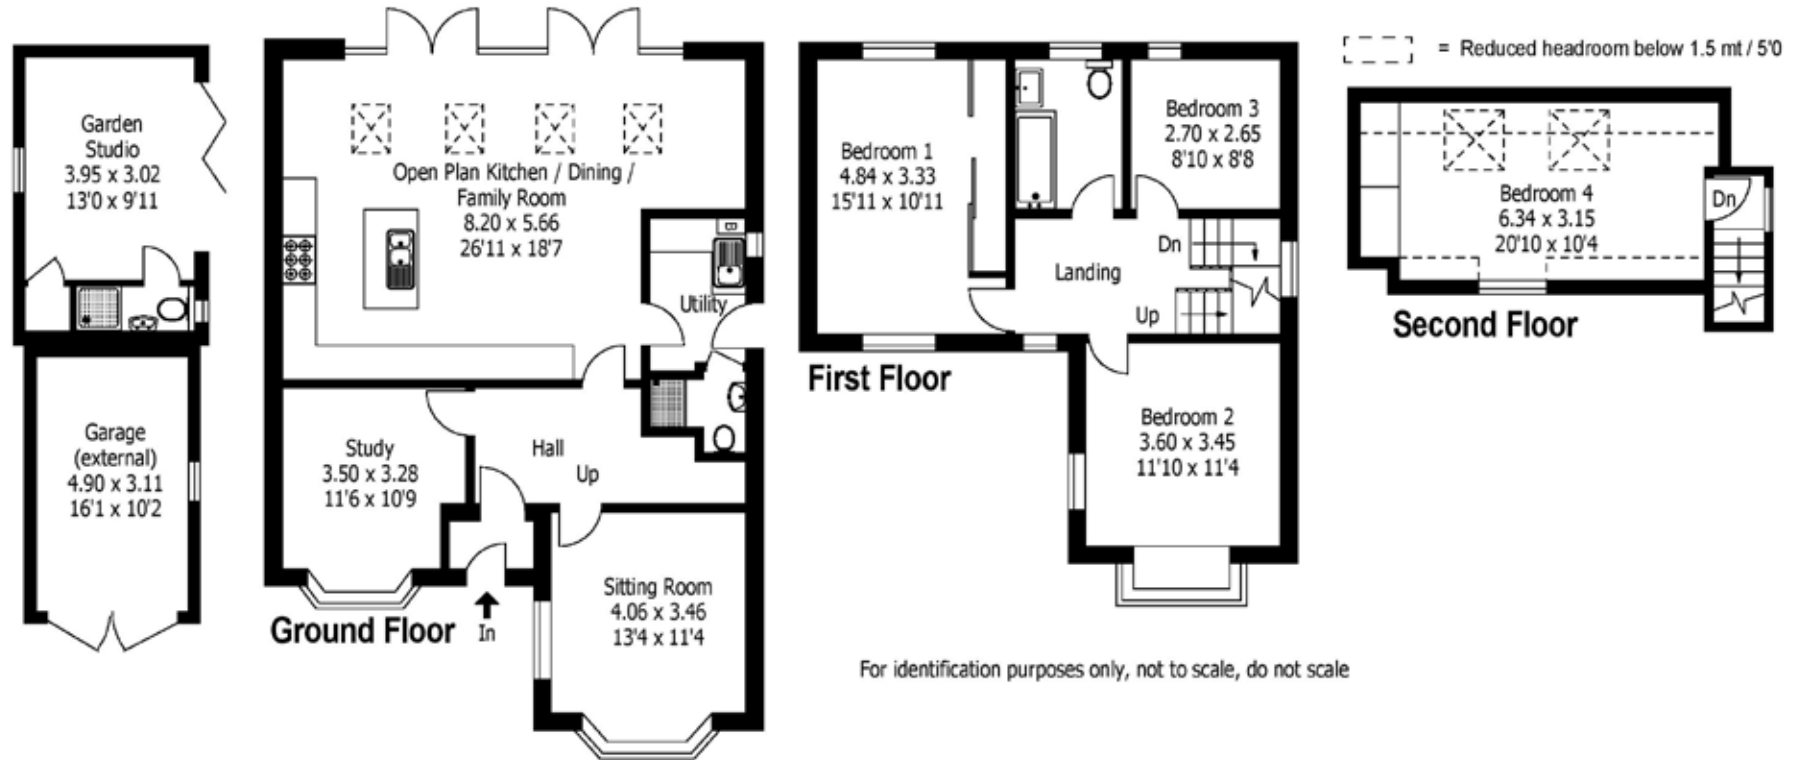 Garden
Studio
3.95 x 3.02
13'0 x 9'11
Garage
(external)
4.90 x 3.11
16'1 x 10'2
Open Plan Kitchen / Dining /
Family Room
8.20 x 5.66
26'11 x 18'7
Utility
Study
3.50 x 3.28
11'6 x 10'9
Hall
Up
Sitting Room
4.06 x 3.46
13'4 x 11'4
Ground Floor
In
Bedroom 1
4.84 x 3.33
15'11 x 10'11
Bedroom 3
2.70 x 2.65
8'10 x 8'8
Dn
Landing
Up
First Floor
Bedroom 2
3.60 x 3.45
11'10 x 11'4
= Reduced headroom below 1.5 mt / 5'0
Bedroom 4
6.34 x 3.15
20'10 x 10'4
Dn
Second Floor
For identification purposes only, not to scale, do not scale